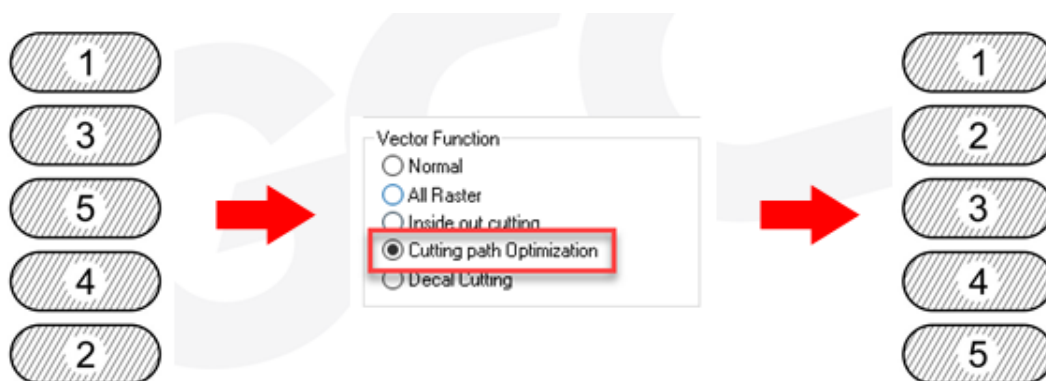 1
3
5
4
2
Vector Function
Normal
All Raster
Inside out cutting
Cutting path Optimization
Decal Cutting
1
2
3
4
5